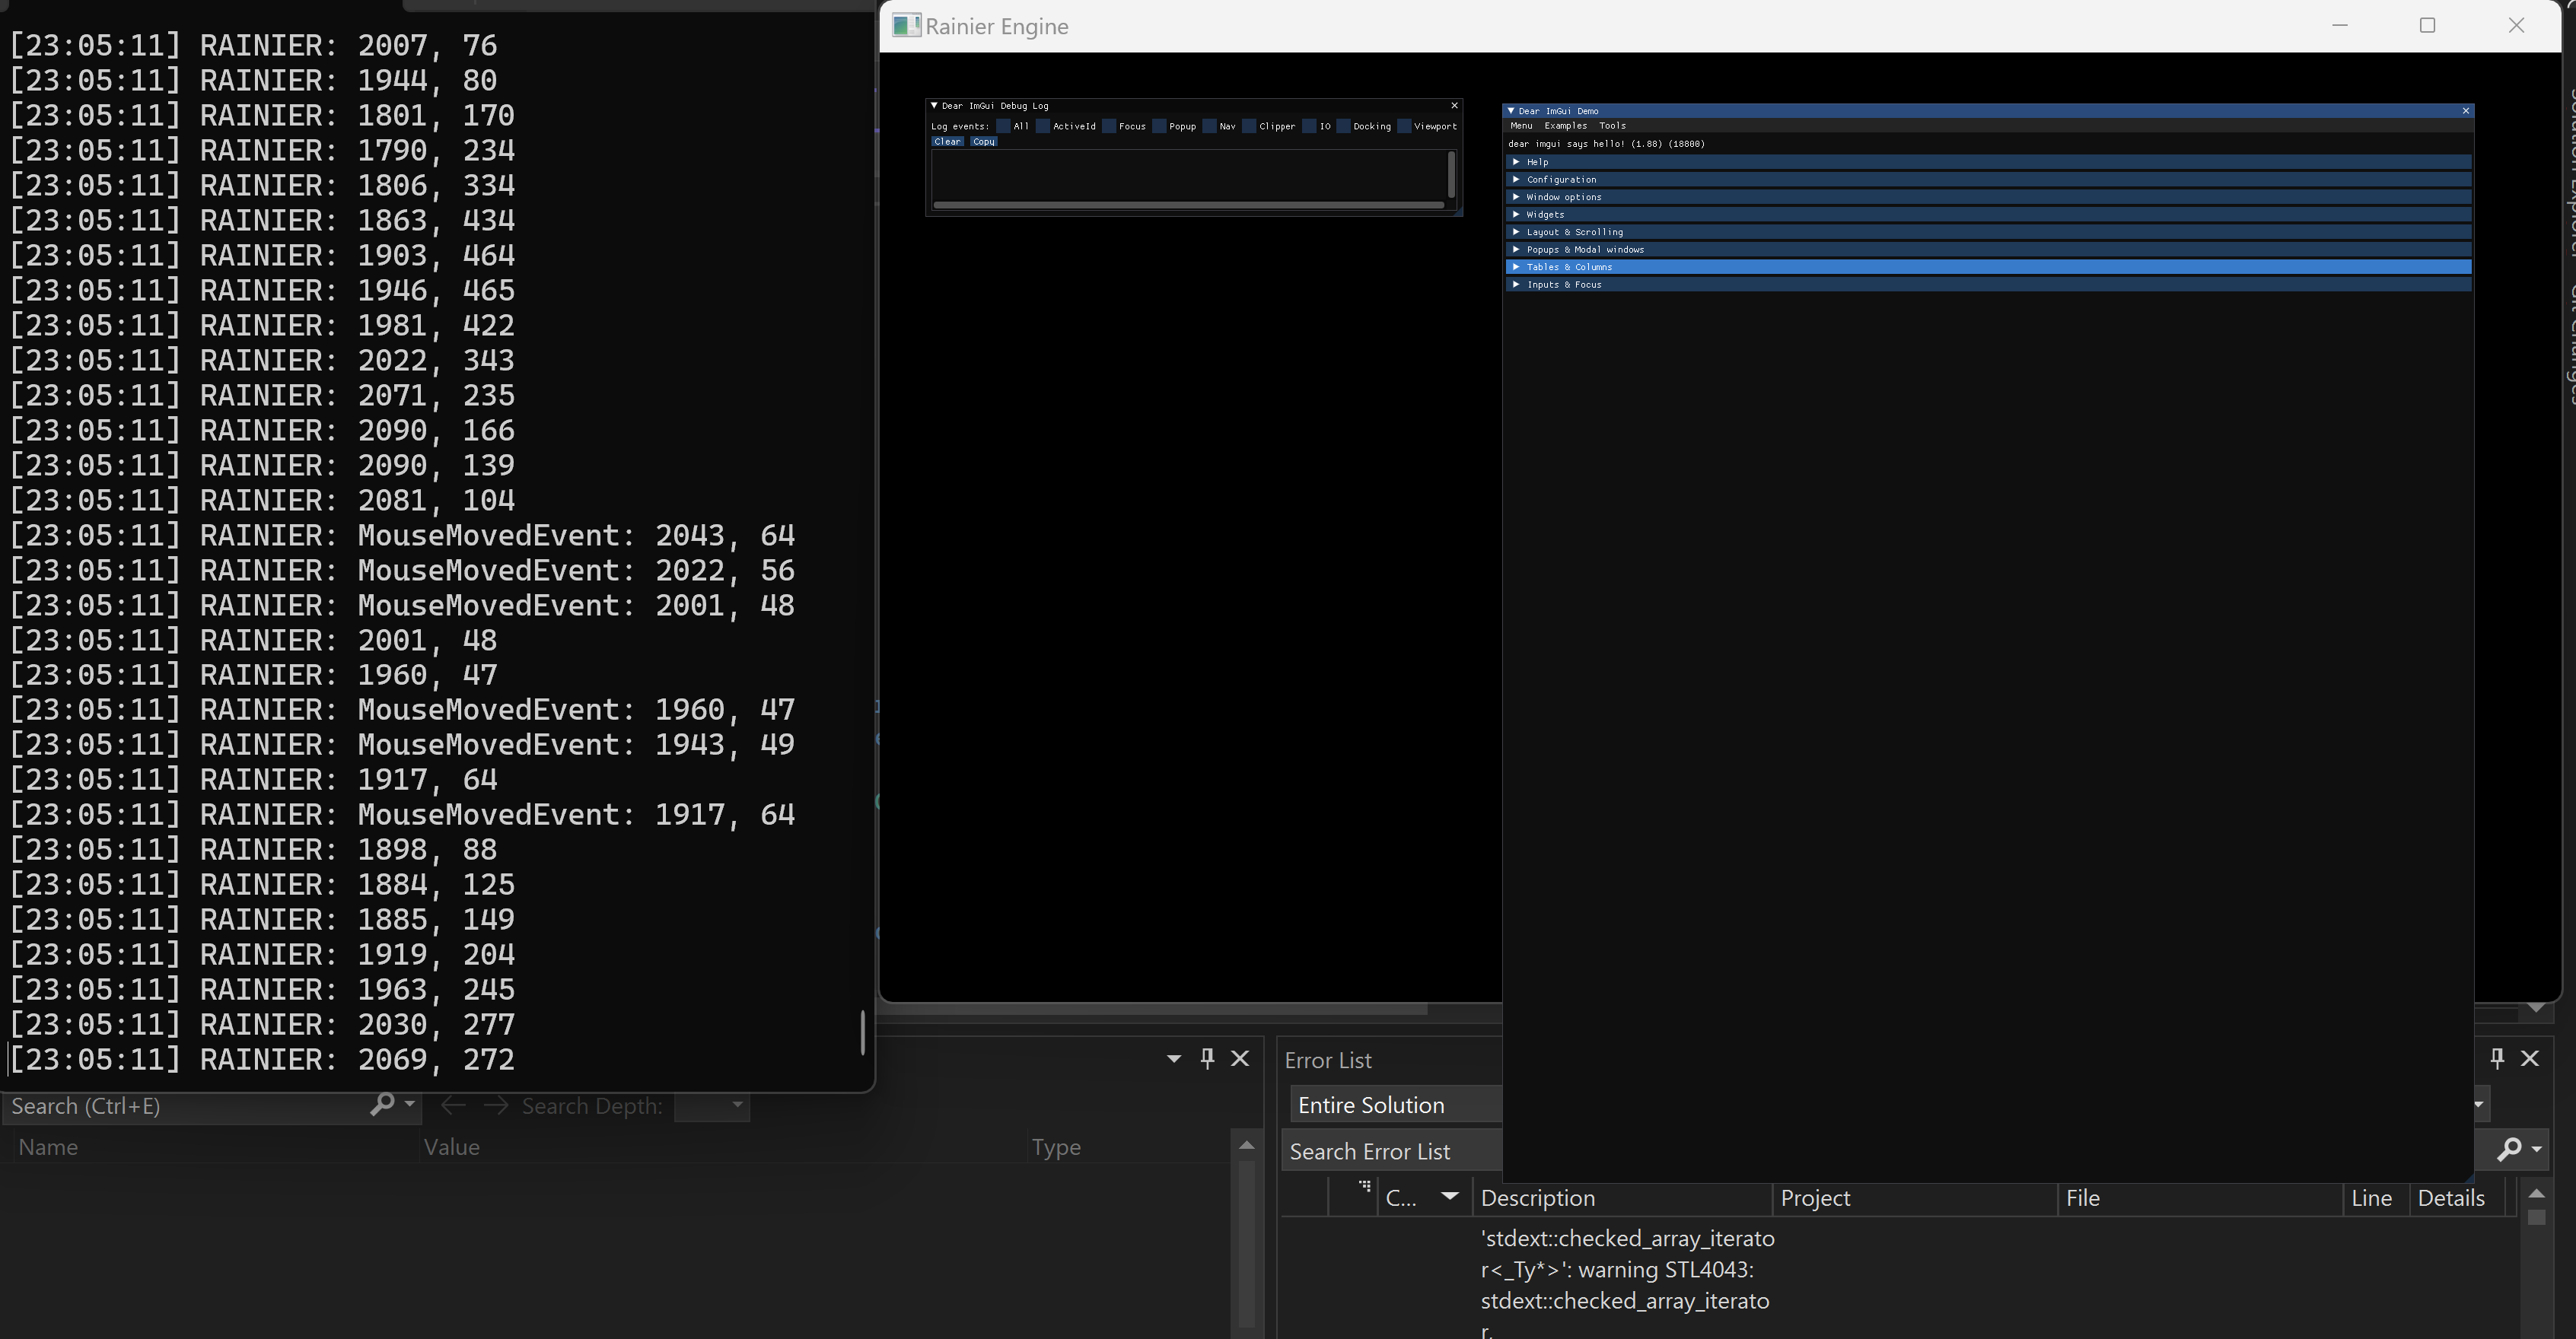 [23:05:11] RAINIER: 2007, 76
[23:05:11] RAINIER: 1944, 80
[23:05:11] RAINIER: 1801, 170
[23:05:11] RAINIER: 1790, 234
[23:05:11] RAINIER: 1806, 334
[23:05:11] RAINIER: 1863, 434
[23:05:11] RAINIER: 1903, 464
[23:05:11] RAINIER: 1946, 465
[23:05:11] RAINIER: 1981, 422
[23:05:11] RAINIER: 2022, 343
[23:05:11] RAINIER: 2071, 235
[23:05:11] RAINIER: 2090, 166
[23:05:11] RAINIER: 2090, 139
[23:05:11] RAINIER: 2081, 104
[23:05:11] RAINIER: MouseMovedEvent: 2043, 64
[23:05:11] RAINIER: MouseMovedEvent: 2022, 56
[23:05:11] RAINIER: MouseMovedEvent: 2001, 48
[23:05:11] RAINIER: 2001, 48
[23:05:11] RAINIER: 1960, 47
[23:05:11] RAINIER: MouseMovedEvent: 1960, 47
[23:05:11] RAINIER: MouseMovedEvent: 1943, 49
[23:05:11] RAINIER: 1917, 64
[23:05:11] RAINIER: MouseMovedEvent: 1917, 64
[23:05:11] RAINIER: 1898, 88
[23:05:11] RAINIER: 1884, 125
[23:05:11] RAINIER: 1885, 149
[23:05:11] RAINIER: 1919, 204
[23:05:11] RAINIER: 1963, 245
[23:05:11] RAINIER: 2030, 277
[23:05:11] RAINIER: 2069, 272
Rainier Engine
Dear ImGui Debug Log
Log events: All ActiveId Focus Popup Nav Clipper IO Docking Viewport
Clear Copy
Dear ImGui Demo
Menu Examples Tools
dear imgui says hello! (1.88) (18800)
Help
Configuration
Window options
Widgets
Layout & Scrolling
Popups & Modal windows
Tables & Columns
Inputs & Focus
Search (Ctrl+E) Search Depth:
Name Value Type
Error List
Entire Solution
Search Error List
C... Description Project File Line Details
'stdext::checked_array_iterato
r<_Ty*>': warning STL4043:
stdext::checked_array_iterato
r,